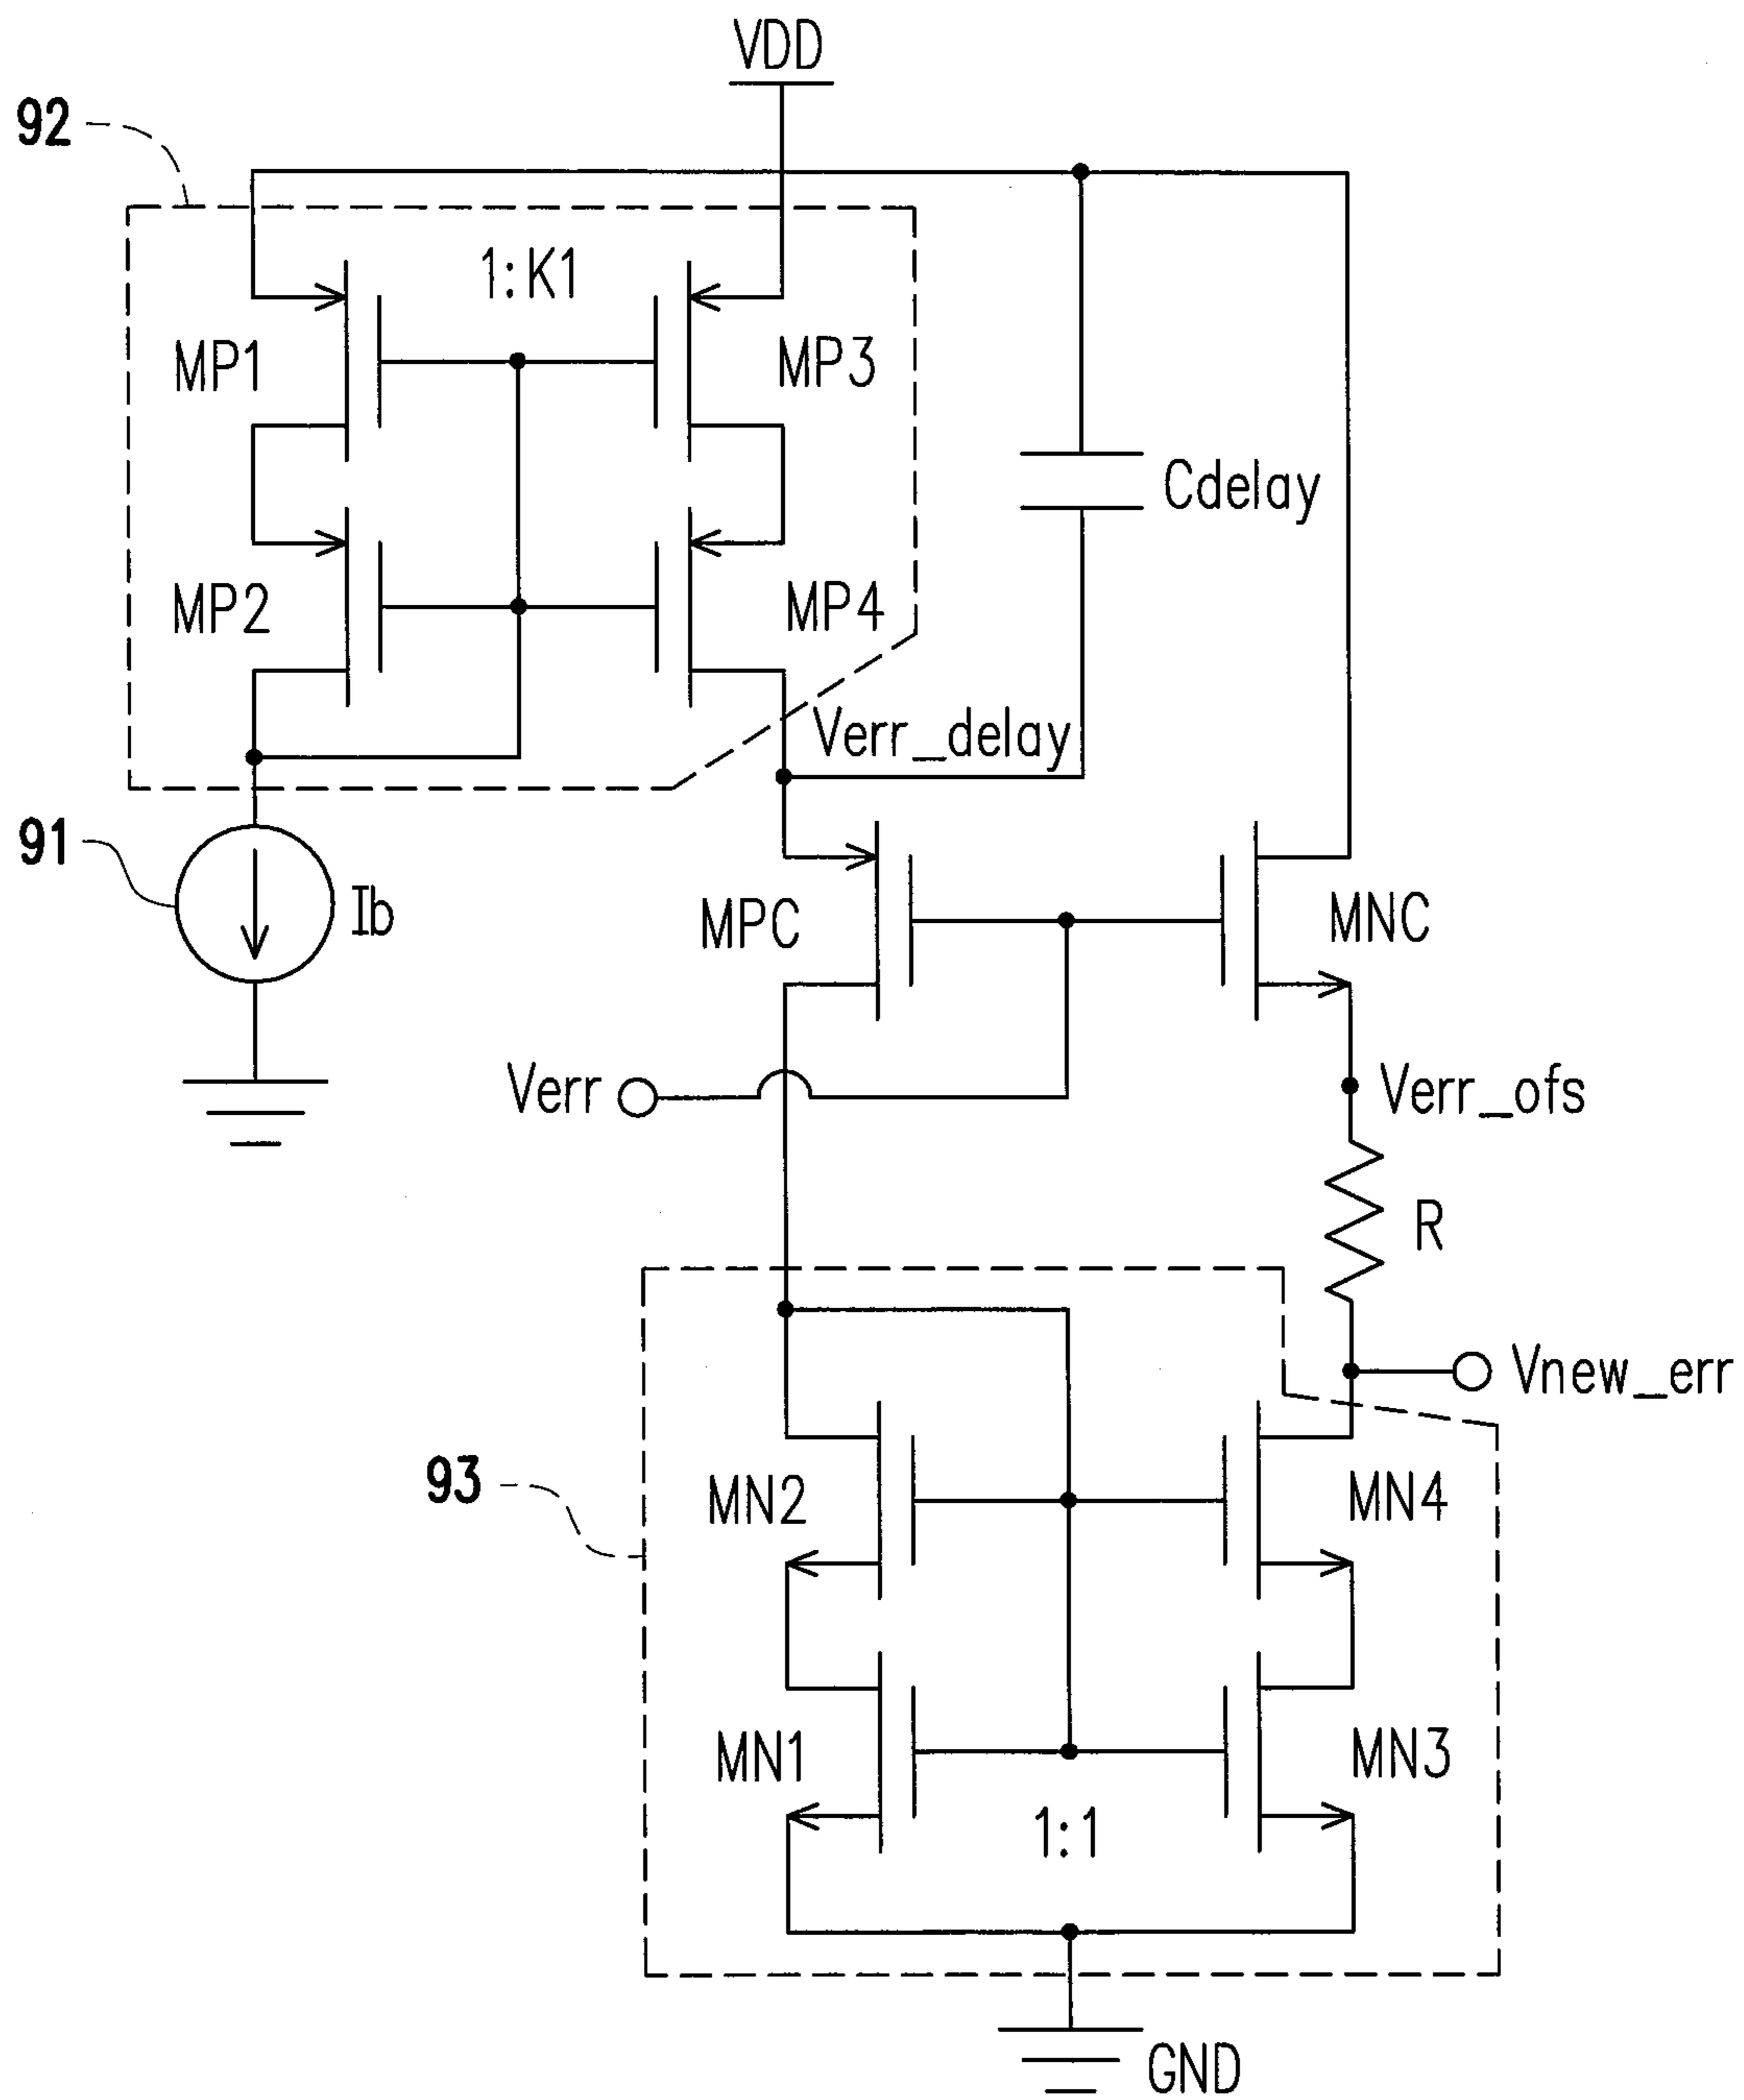 VDD
92
1:K1
MP1
MP3
Cdelay
MP2
MP4
Verr_delay
91
Ib
MPC
MNC
Verr
Verr_ofs
R
Vnew_err
93
MN2
MN4
MN1
MN3
1:1
GND